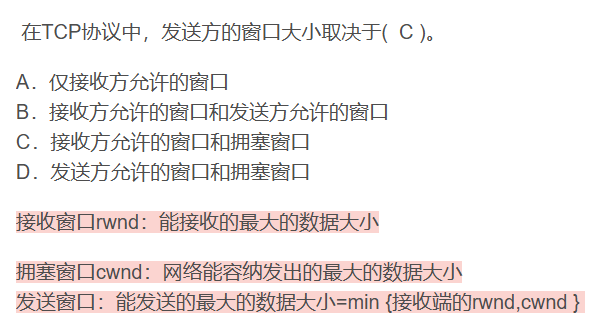 在TCP协议中，发送方的窗口大小取决于( C )。
A．仅接收方允许的窗口
B．接收方允许的窗口和发送方允许的窗口
C．接收方允许的窗口和拥塞窗口
D．发送方允许的窗口和拥塞窗口
接收窗口rwnd：能接收的最大的数据大小
拥塞窗口cwnd：网络能容纳发出的最大的数据大小
发送窗口：能发送的最大的数据大小=min {接收端的rwnd,cwnd }